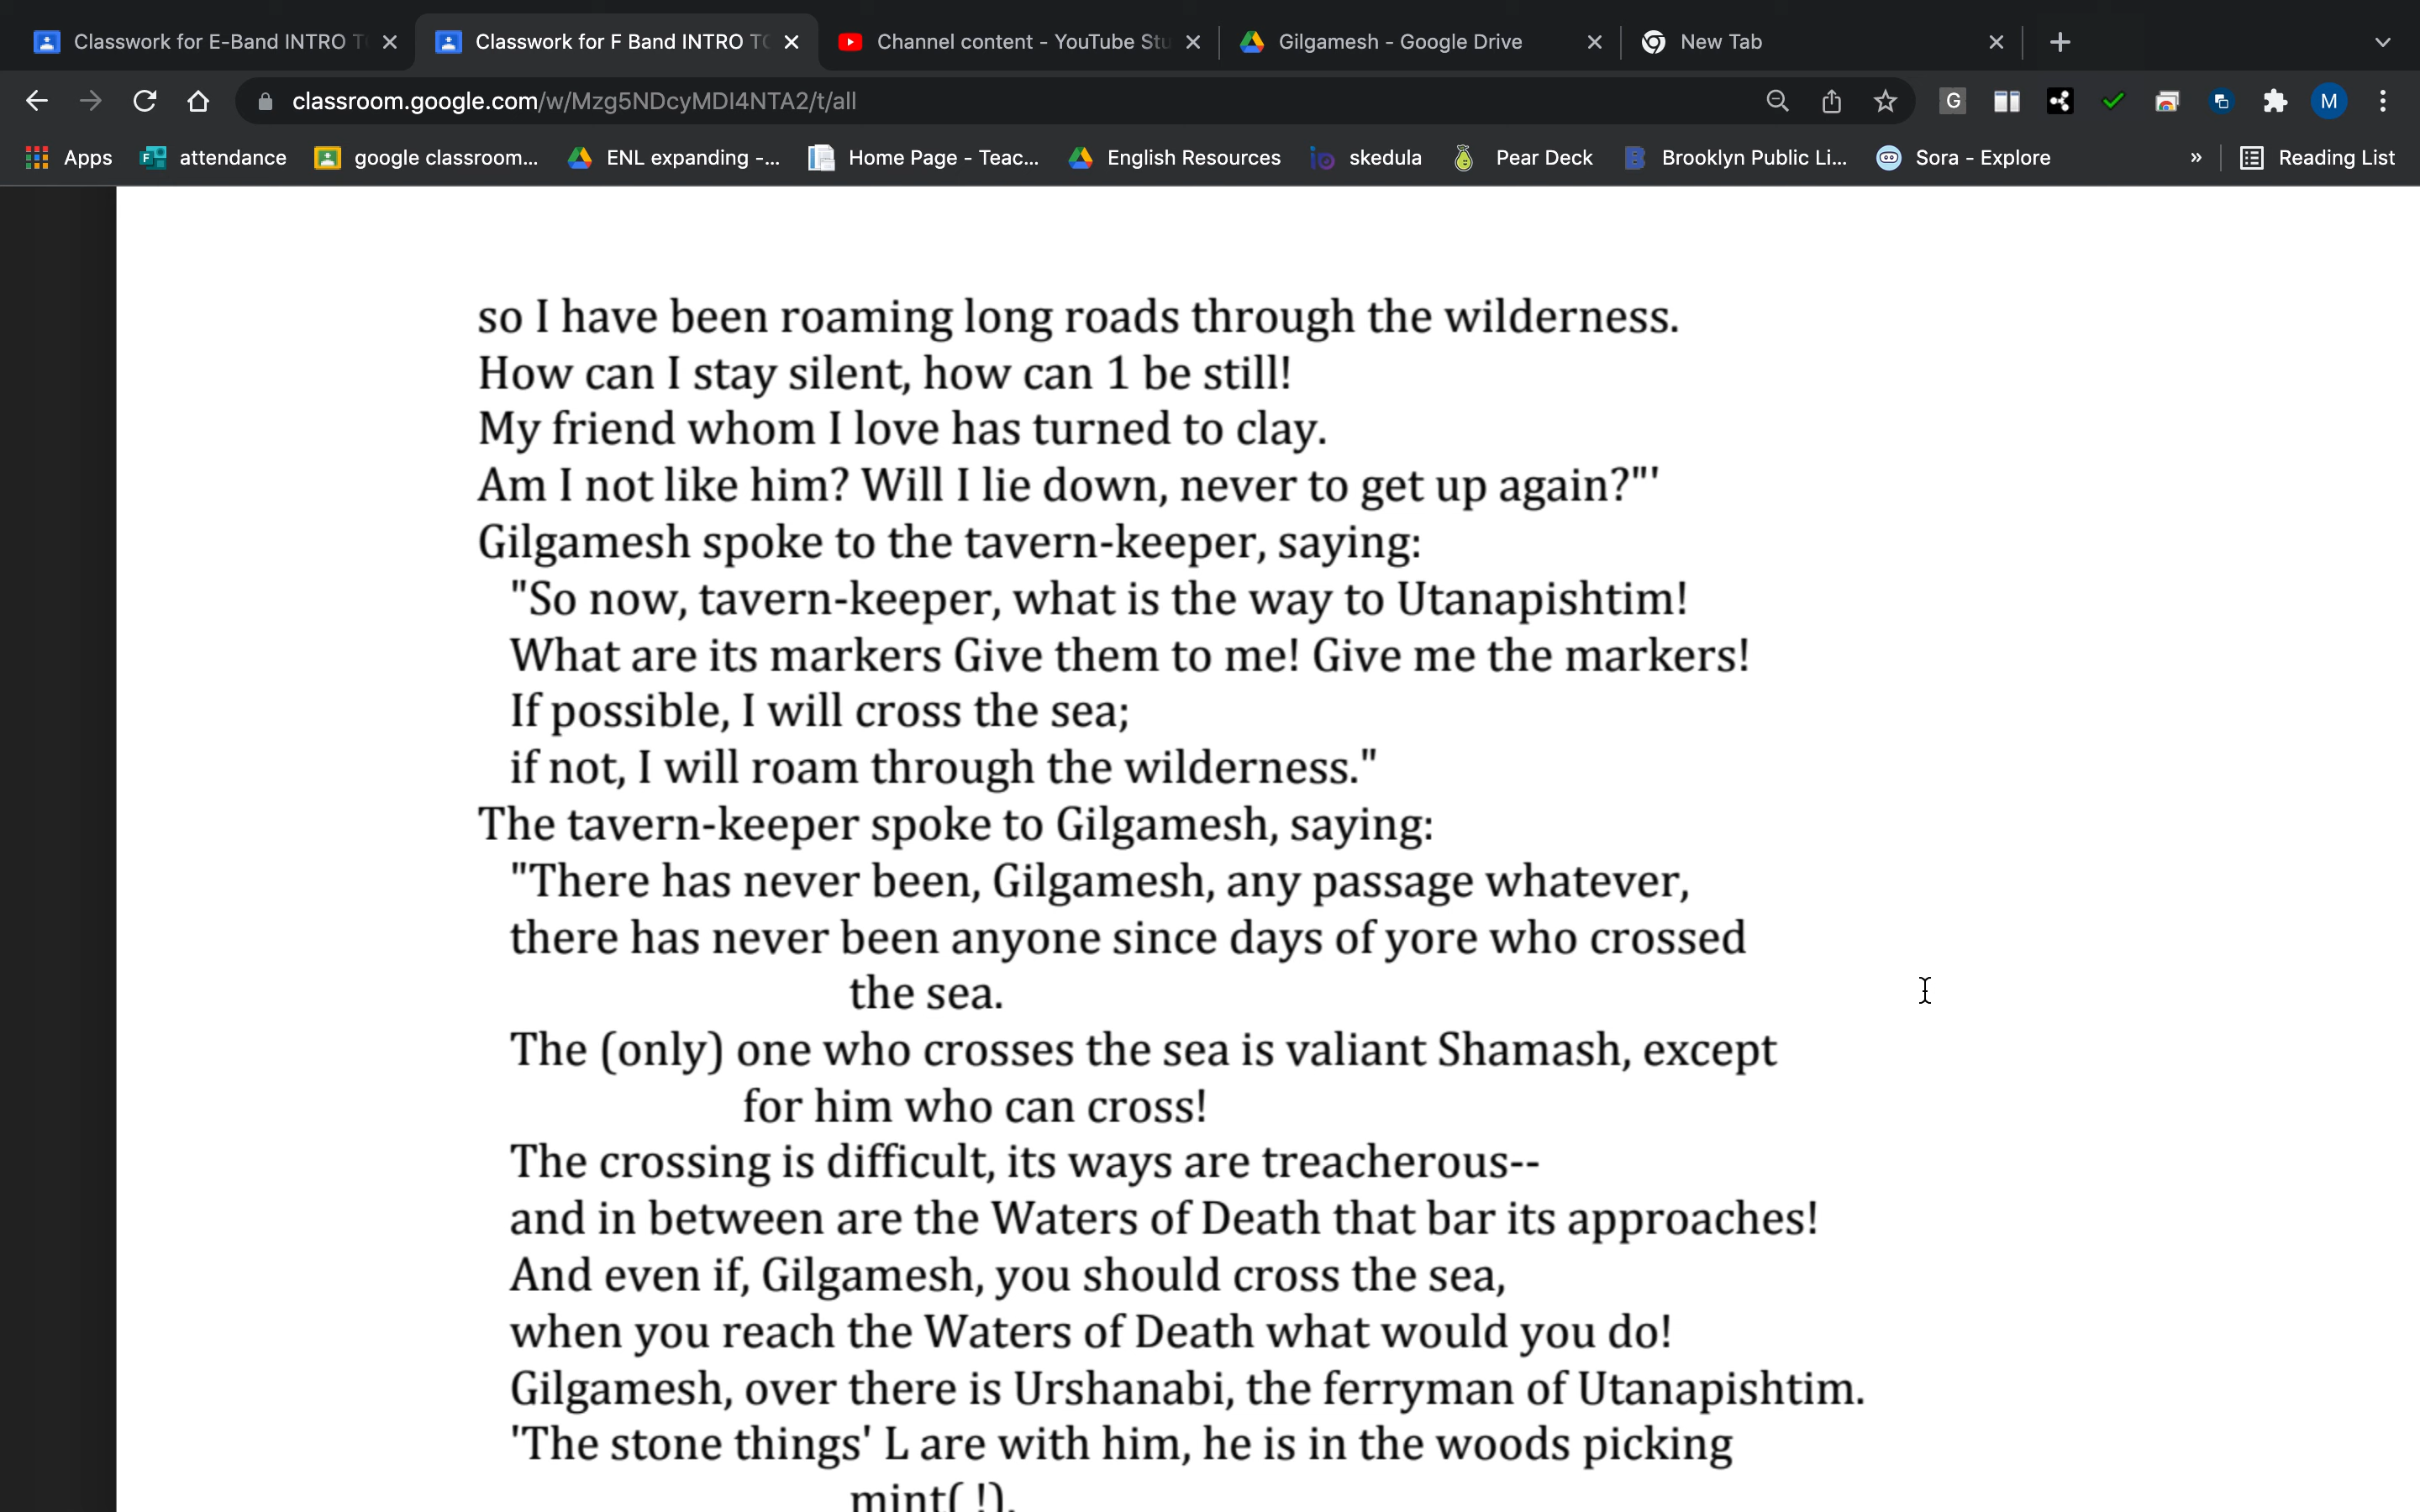 Classwork for E-Band INTRO T
Classwork for F Band INTRO TO
Channel content - YouTube Stu
Gilgamesh - Google Drive
New Tab
classroom.google.com/w/Mzg5NDcyMDI4NTA2/t/all
G
M
Apps
attendance
google classroom...
ENL expanding -...
Home Page - Teac...
English Resources
skedula
Pear Deck
Brooklyn Public Li...
Sora - Explore
»
Reading List
so I have been roaming long roads through the wilderness.
How can I stay silent, how can 1 be still!
My friend whom I love has turned to clay.
Am I not like him? Will I lie down, never to get up again?"'
Gilgamesh spoke to the tavern-keeper, saying:
"So now, tavern-keeper, what is the way to Utanapishtim!
What are its markers Give them to me! Give me the markers!
If possible, I will cross the sea;
if not, I will roam through the wilderness."
The tavern-keeper spoke to Gilgamesh, saying:
"There has never been, Gilgamesh, any passage whatever,
there has never been anyone since days of yore who crossed
the sea.
The (only) one who crosses the sea is valiant Shamash, except
for him who can cross!
The crossing is difficult, its ways are treacherous--
and in between are the Waters of Death that bar its approaches!
And even if, Gilgamesh, you should cross the sea,
when you reach the Waters of Death what would you do!
Gilgamesh, over there is Urshanabi, the ferryman of Utanapishtim.
'The stone things' L are with him, he is in the woods picking
mint( !).